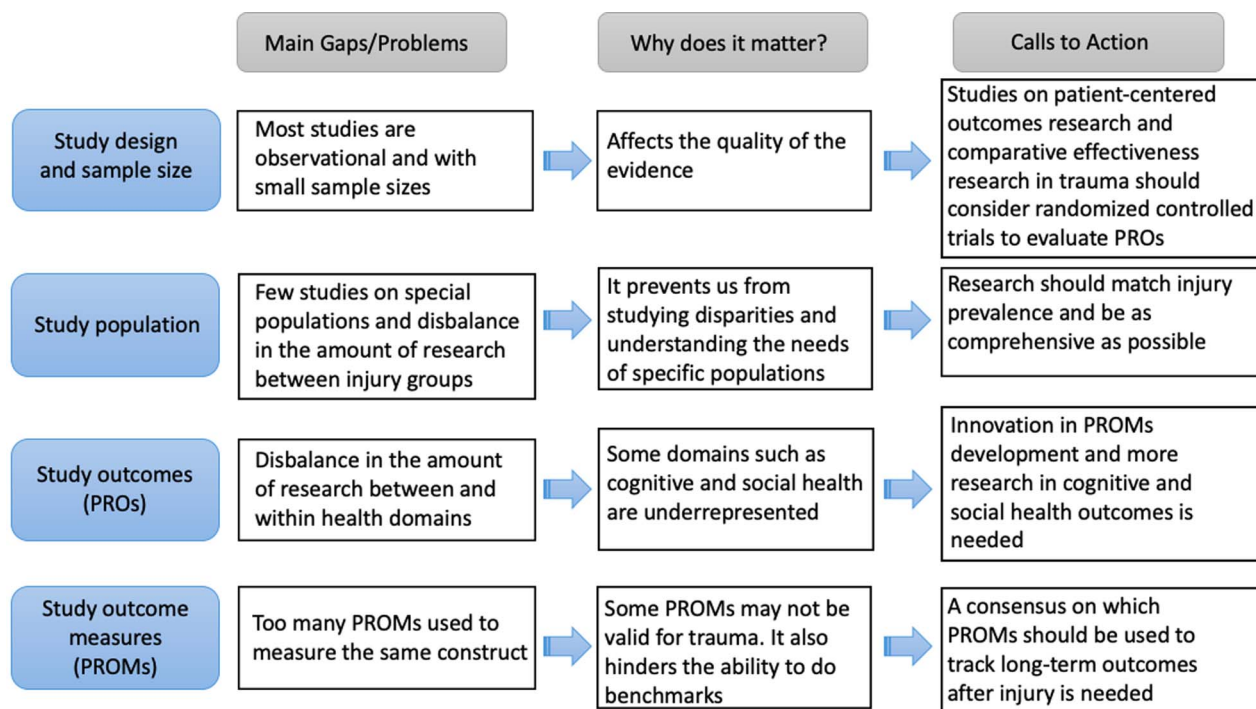 Main Gaps/Problems
Why does it matter?
Calls to Action
Study design
and sample size
Most studies are
observational and with
small sample sizes
Affects the quality of the
evidence
Studies on patient-centered
outcomes research and
comparative effectiveness
research in trauma should
consider randomized controlled
trials to evaluate PROs
Study population
Few studies on special
populations and disbalance
in the amount of research
between injury groups
It prevents us from
studying disparities and
understanding the needs
of specific populations
Research should match injury
prevalence and be as
comprehensive as possible
Study outcomes
(PROs)
Disbalance in the amount
of research between and
within health domains
Some domains such as
cognitive and social health
are underrepresented
Innovation in PROMs
development and more
research in cognitive and
social health outcomes is
needed
Study outcome
measures
(PROMs)
Too many PROMs used to
measure the same construct
Some PROMs may not be
valid for trauma. It also
hinders the ability to do
benchmarks
A consensus on which
PROMs should be used to
track long-term outcomes
after injury is needed